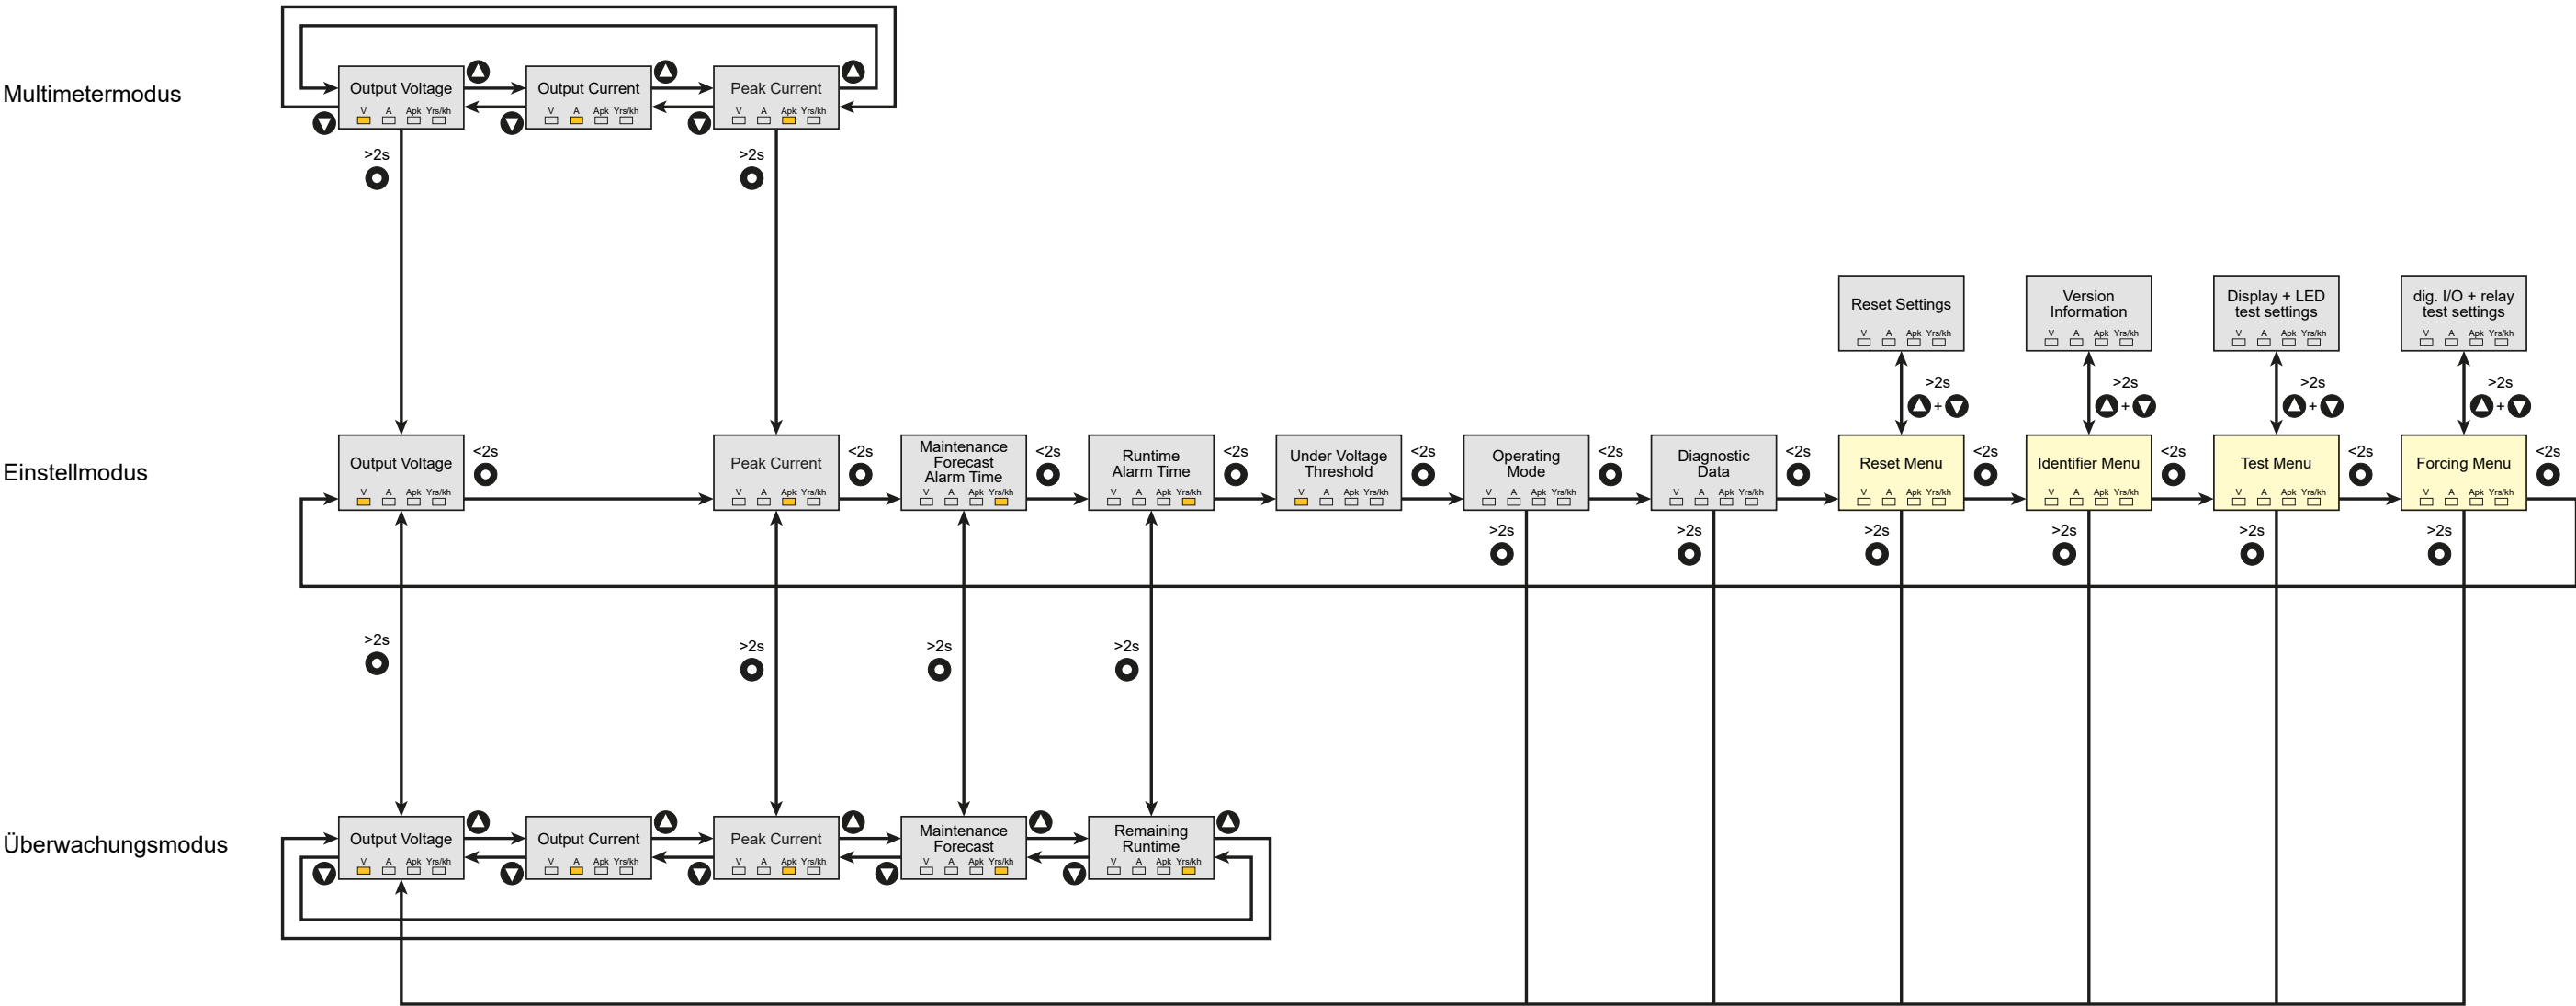 Multimetermodus
Output Voltage
V A Apk Yrs/kh
Output Current
V A Apk Yrs/kh
Peak Current
V A Apk Yrs/kh
>2s
>2s
Reset Settings
V A Apk Yrs/kh
Version
Information
V A Apk Yrs/kh
Display + LED
test settings
V A Apk Yrs/kh
dig. I/O + relay
test settings
V A Apk Yrs/kh
>2s
+
>2s
+
>2s
+
>2s
+
Einstellmodus
Output Voltage
V A Apk Yrs/kh
<2s
Peak Current
V A Apk Yrs/kh
<2s
Maintenance
Forecast
Alarm Time
V A Apk Yrs/kh
<2s
Runtime
Alarm Time
V A Apk Yrs/kh
<2s
Under Voltage
Threshold
V A Apk Yrs/kh
<2s
Operating
Mode
V A Apk Yrs/kh
<2s
Diagnostic
Data
V A Apk Yrs/kh
<2s
Reset Menu
V A Apk Yrs/kh
<2s
Identifier Menu
V A Apk Yrs/kh
<2s
Test Menu
V A Apk Yrs/kh
<2s
Forcing Menu
V A Apk Yrs/kh
<2s
>2s
>2s
>2s
>2s
>2s
>2s
>2s
>2s
>2s
>2s
Überwachungsmodus
Output Voltage
V A Apk Yrs/kh
Output Current
V A Apk Yrs/kh
Peak Current
V A Apk Yrs/kh
Maintenance
Forecast
V A Apk Yrs/kh
Remaining
Runtime
V A Apk Yrs/kh